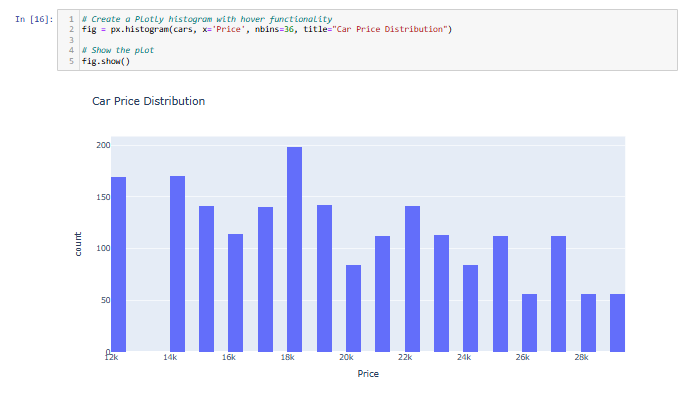 In [16]:
1 # Create a Plotly histogram with hover functionality
2 fig = px.histogram(cars, x='Price', nbins=36, title="Car Price Distribution")
3
4 # Show the plot
5 fig.show()
Car Price Distribution
200
150
100
50
0
count
12k 14k 16k 18k 20k 22k 24k 26k 28k
Price